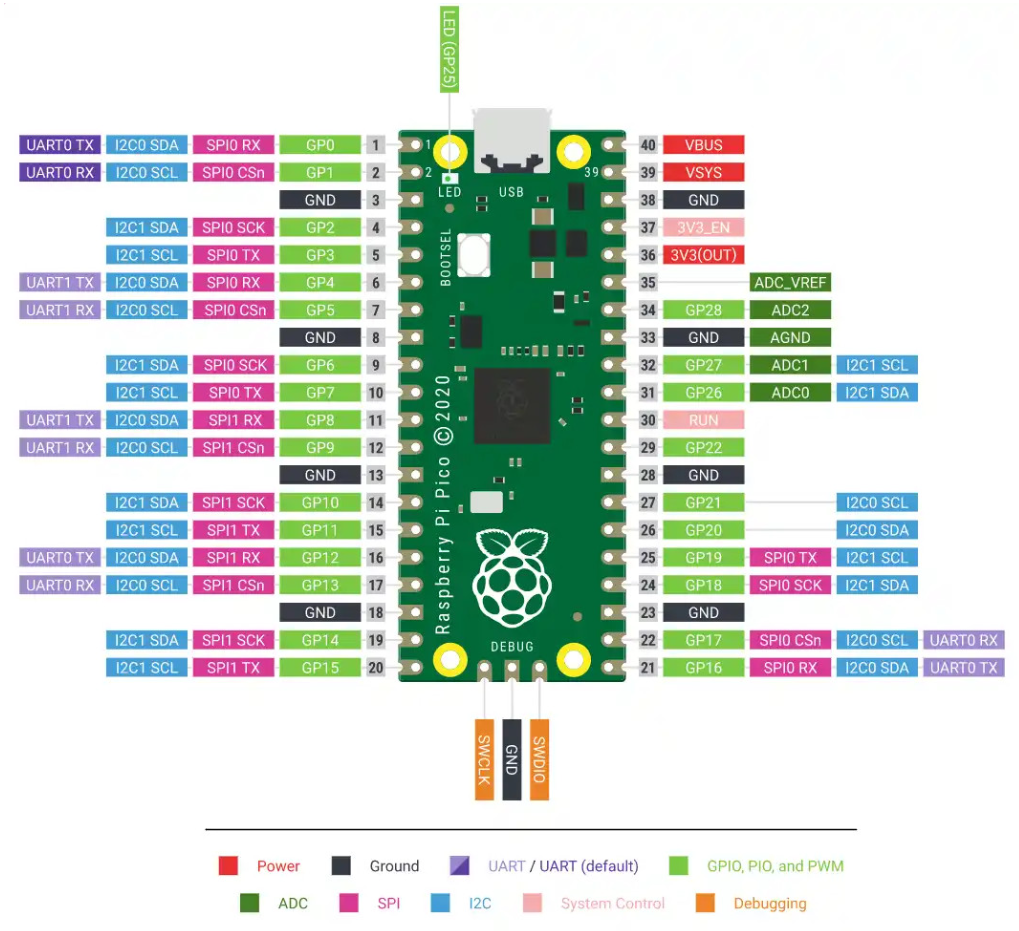 LED (GP25)
UART0 TX I2C0 SDA SPI0 RX GP0 1 1 40 VBUS
UART0 RX I2C0 SCL SPI0 CSn GP1 2 2 39 39 VSYS
LED USB
GND 3 38 GND
I2C1 SDA SPI0 SCK GP2 4 37 3V3_EN
I2C1 SCL SPI0 TX GP3 5 36 3V3(OUT)
BOOTSEL
UART1 TX I2C0 SDA SPI0 RX GP4 6 35 ADC_VREF
UART1 RX I2C0 SCL SPI0 CSn GP5 7 34 GP28 ADC2
GND 8 33 GND AGND
I2C1 SDA SPI0 SCK GP6 9 32 GP27 ADC1 I2C1 SCL
I2C1 SCL SPI0 TX GP7 10 31 GP26 ADC0 I2C1 SDA
UART1 TX I2C0 SDA SPI1 RX GP8 11 30 RUN
UART1 RX I2C0 SCL SPI1 CSn GP9 12 29 GP22
GND 13 28 GND
Raspberry Pi Pico © 2020
I2C1 SDA SPI1 SCK GP10 14 27 GP21 I2C0 SCL
I2C1 SCL SPI1 TX GP11 15 26 GP20 I2C0 SDA
UART0 TX I2C0 SDA SPI1 RX GP12 16 25 GP19 SPI0 TX I2C1 SCL
UART0 RX I2C0 SCL SPI1 CSn GP13 17 24 GP18 SPI0 SCK I2C1 SDA
GND 18 23 GND
I2C1 SDA SPI1 SCK GP14 19 22 GP17 SPI0 CSn I2C0 SCL UART0 RX
DEBUG
I2C1 SCL SPI1 TX GP15 20 21 GP16 SPI0 RX I2C0 SDA UART0 TX
SWCLK
GND
SWDIO
Power Ground UART / UART (default) GPIO, PIO, and PWM
ADC SPI I2C System Control Debugging